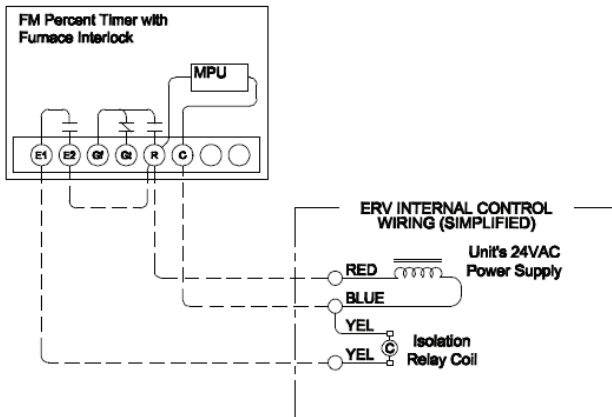 FM Percent Timer with
Furnace Interlock
MPU
E1 E2 Gf Gt R C
ERV INTERNAL CONTROL
WIRING (SIMPLIFIED)
Unit's 24VAC
Power Supply
RED
BLUE
YEL
C
Isolation
Relay Coil
YEL